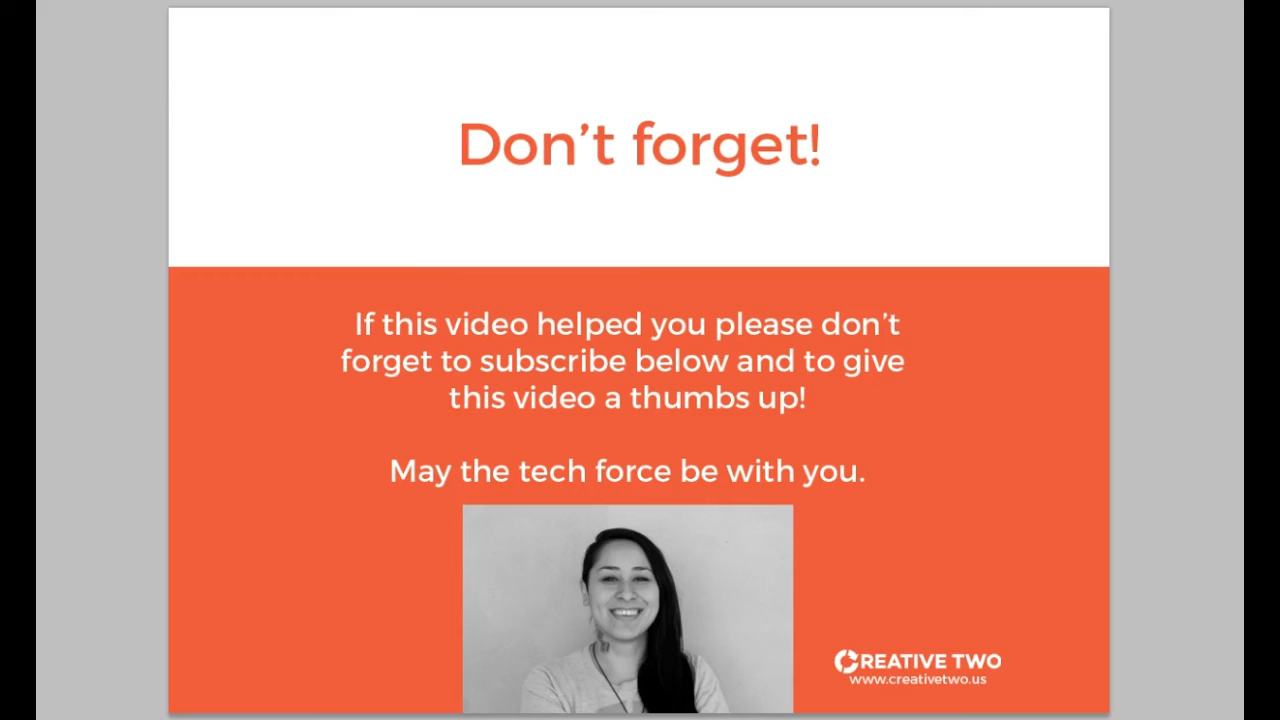 Don’t forget!
If this video helped you please don’t
forget to subscribe below and to give
this video a thumbs up!
May the tech force be with you.
CREATIVE TWO
www.creativetwo.us